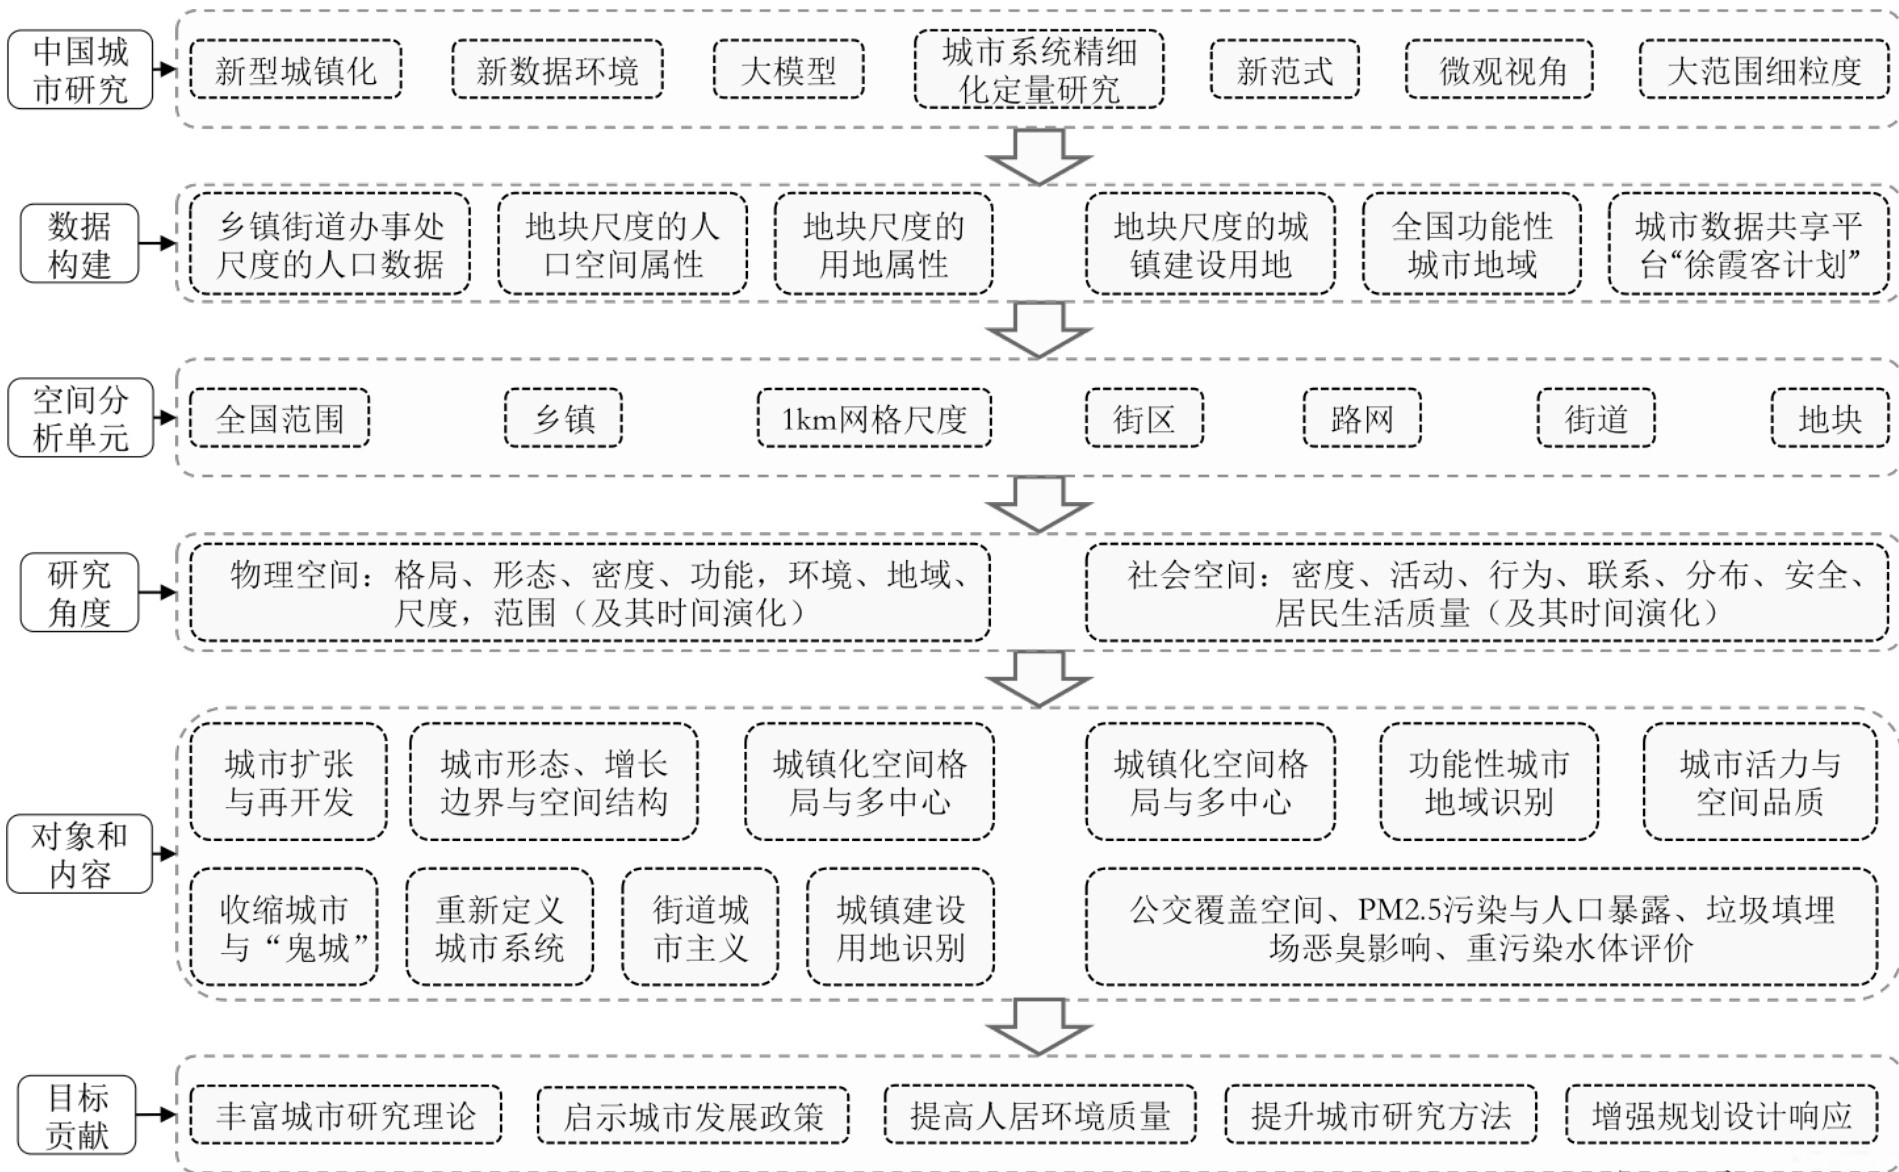 中国城
市研究
新型城镇化
新数据环境
大模型
城市系统精细
化定量研究
新范式
微观视角
大范围细粒度
数据
构建
乡镇街道办事处
尺度的人口数据
地块尺度的人
口空间属性
地块尺度的
用地属性
地块尺度的城
镇建设用地
全国功能性
城市地域
城市数据共享平
台“徐霞客计划”
空间分
析单元
全国范围
乡镇
1km网格尺度
街区
路网
街道
地块
研究
角度
物理空间：格局、形态、密度、功能，环境、地域、
尺度，范围（及其时间演化）
社会空间：密度、活动、行为、联系、分布、安全、
居民生活质量（及其时间演化）
对象和
内容
城市扩张
与再开发
城市形态、增长
边界与空间结构
城镇化空间格
局与多中心
城镇化空间格
局与多中心
功能性城市
地域识别
城市活力与
空间品质
收缩城市
与“鬼城”
重新定义
城市系统
街道城
市主义
城镇建设
用地识别
公交覆盖空间、PM2.5污染与人口暴露、垃圾填埋
场恶臭影响、重污染水体评价
目标
贡献
丰富城市研究理论
启示城市发展政策
提高人居环境质量
提升城市研究方法
增强规划设计响应